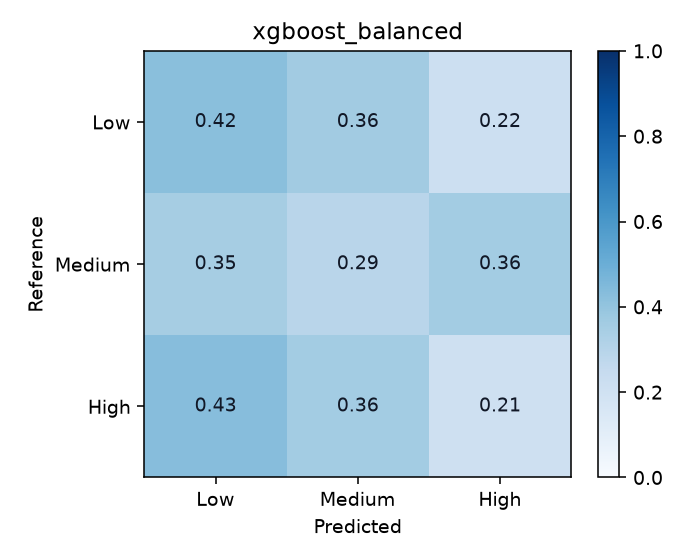 xgboost_balanced
Low 0.42 0.36 0.22
Medium 0.35 0.29 0.36
High 0.43 0.36 0.21
Low Medium High
Predicted
Reference
1.0
0.8
0.6
0.4
0.2
0.0